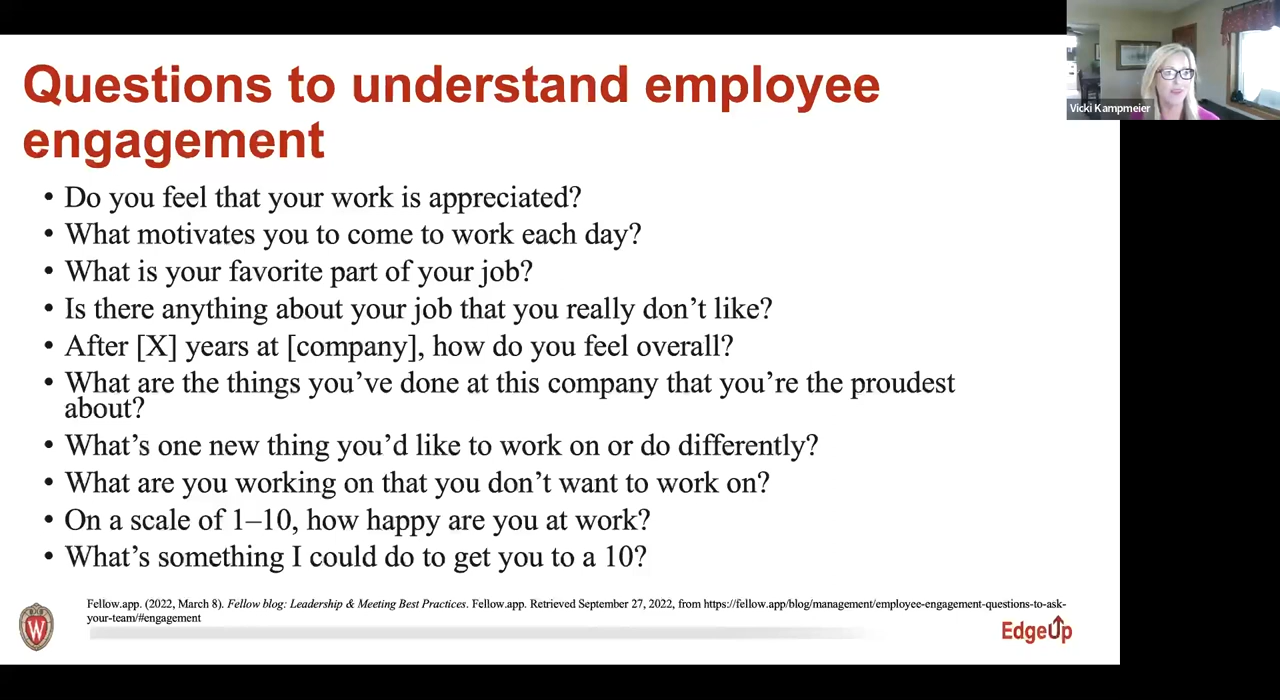 Questions to understand employee
engagement
Vicki Kampmeier
• Do you feel that your work is appreciated?
• What motivates you to come to work each day?
• What is your favorite part of your job?
• Is there anything about your job that you really don’t like?
• After [X] years at [company], how do you feel overall?
• What are the things you’ve done at this company that you’re the proudest
about?
• What’s one new thing you’d like to work on or do differently?
• What are you working on that you don’t want to work on?
• On a scale of 1–10, how happy are you at work?
• What’s something I could do to get you to a 10?
Fellow.app. (2022, March 8). Fellow blog: Leadership & Meeting Best Practices. Fellow.app. Retrieved September 27, 2022, from https://fellow.app/blog/management/employee-engagement-questions-to-ask-
your-team/#engagement
W
EdgeUp